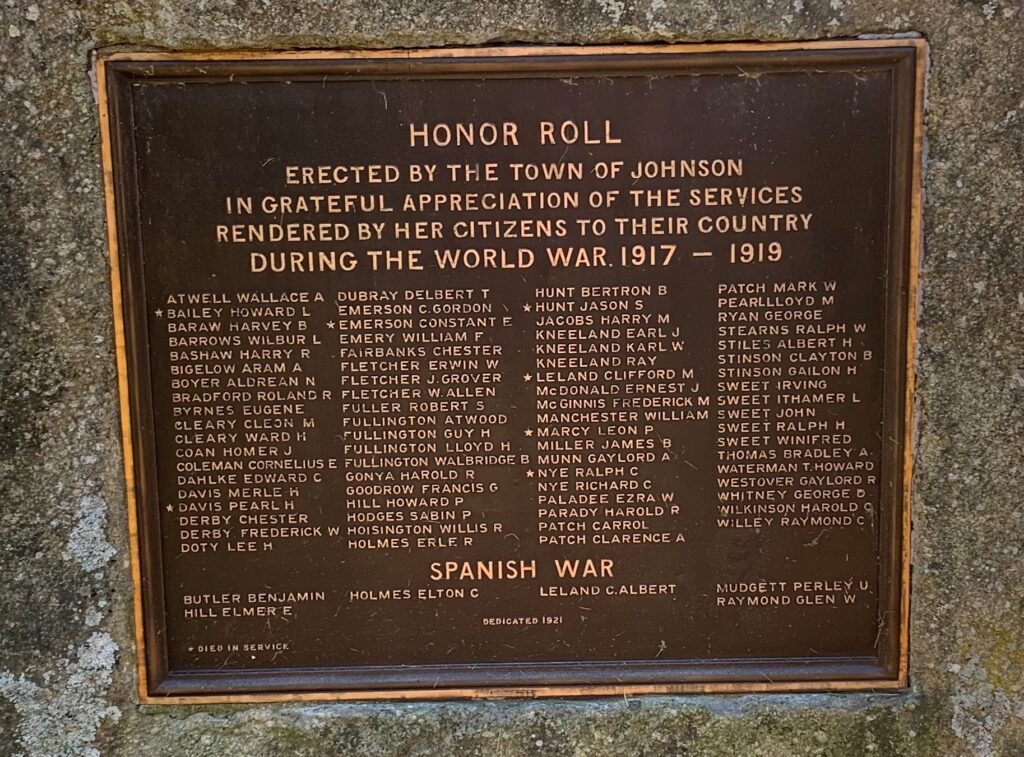 HONOR ROLL
ERECTED BY THE TOWN OF JOHNSON
IN GRATEFUL APPRECIATION OF THE SERVICES
RENDERED BY HER CITIZENS TO THEIR COUNTRY
DURING THE WORLD WAR. 1917 — 1919
ATWELL WALLACE A
★ BAILEY HOWARD L
BARAW HARVEY B
BARROWS WILBUR L
BASHAW HARRY R
BIGELOW ARAM A
BOYER ALDREAN N
BRADFORD ROLAND R
BYRNES EUGENE
CLEARY CLEON M
CLEARY WARD H
COAN HOMER J
COLEMAN CORNELIUS E
DAHLKE EDWARD C
DAVIS MERLE H
★ DAVIS PEARL H
DERBY CHESTER
DERBY FREDERICK W
DOTY LEE H
DUBRAY DELBERT T
EMERSON C. GORDON
★ EMERSON CONSTANT E
EMERY WILLIAM F
FAIRBANKS CHESTER
FLETCHER ERWIN W
FLETCHER J. GROVER
FLETCHER W. ALLEN
FULLER ROBERT S
FULLINGTON ATWOOD
FULLINGTON GUY H
FULLINGTON LLOYD H
FULLINGTON WALBRIDGE B
GONYA HAROLD R
GOODROW FRANCIS G
HILL HOWARD P
HODGES SABIN P
HOISINGTON WILLIS R
HOLMES ERLE R
HUNT BERTRON B
★ HUNT JASON S
JACOBS HARRY M
KNEELAND EARL J
KNEELAND KARL W
KNEELAND RAY
★ LELAND CLIFFORD M
McDONALD ERNEST J
McGINNIS FREDERICK M
MANCHESTER WILLIAM
★ MARCY LEON P
MILLER JAMES B
MUNN GAYLORD A
★ NYE RALPH C
NYE RICHARD C
PALADEE EZRA W
PARADY HAROLD R
PATCH CARROL
PATCH CLARENCE A
PATCH MARK W
PEARL LLOYD M
RYAN GEORGE
STEARNS RALPH W
STILES ALBERT H
STINSON CLAYTON B
STINSON GAILON H
SWEET IRVING
SWEET ITHAMER L
SWEET JOHN
SWEET RALPH H
SWEET WINIFRED
THOMAS BRADLEY A
WATERMAN T. HOWARD
WESTOVER GAYLORD R
WHITNEY GEORGE D
WILKINSON HAROLD C
WILLEY RAYMOND C
SPANISH WAR
BUTLER BENJAMIN
HILL ELMER E
HOLMES ELTON C
LELAND C. ALBERT
MUDGETT PERLEY U
RAYMOND GLEN W
DEDICATED 1921
★ DIED IN SERVICE